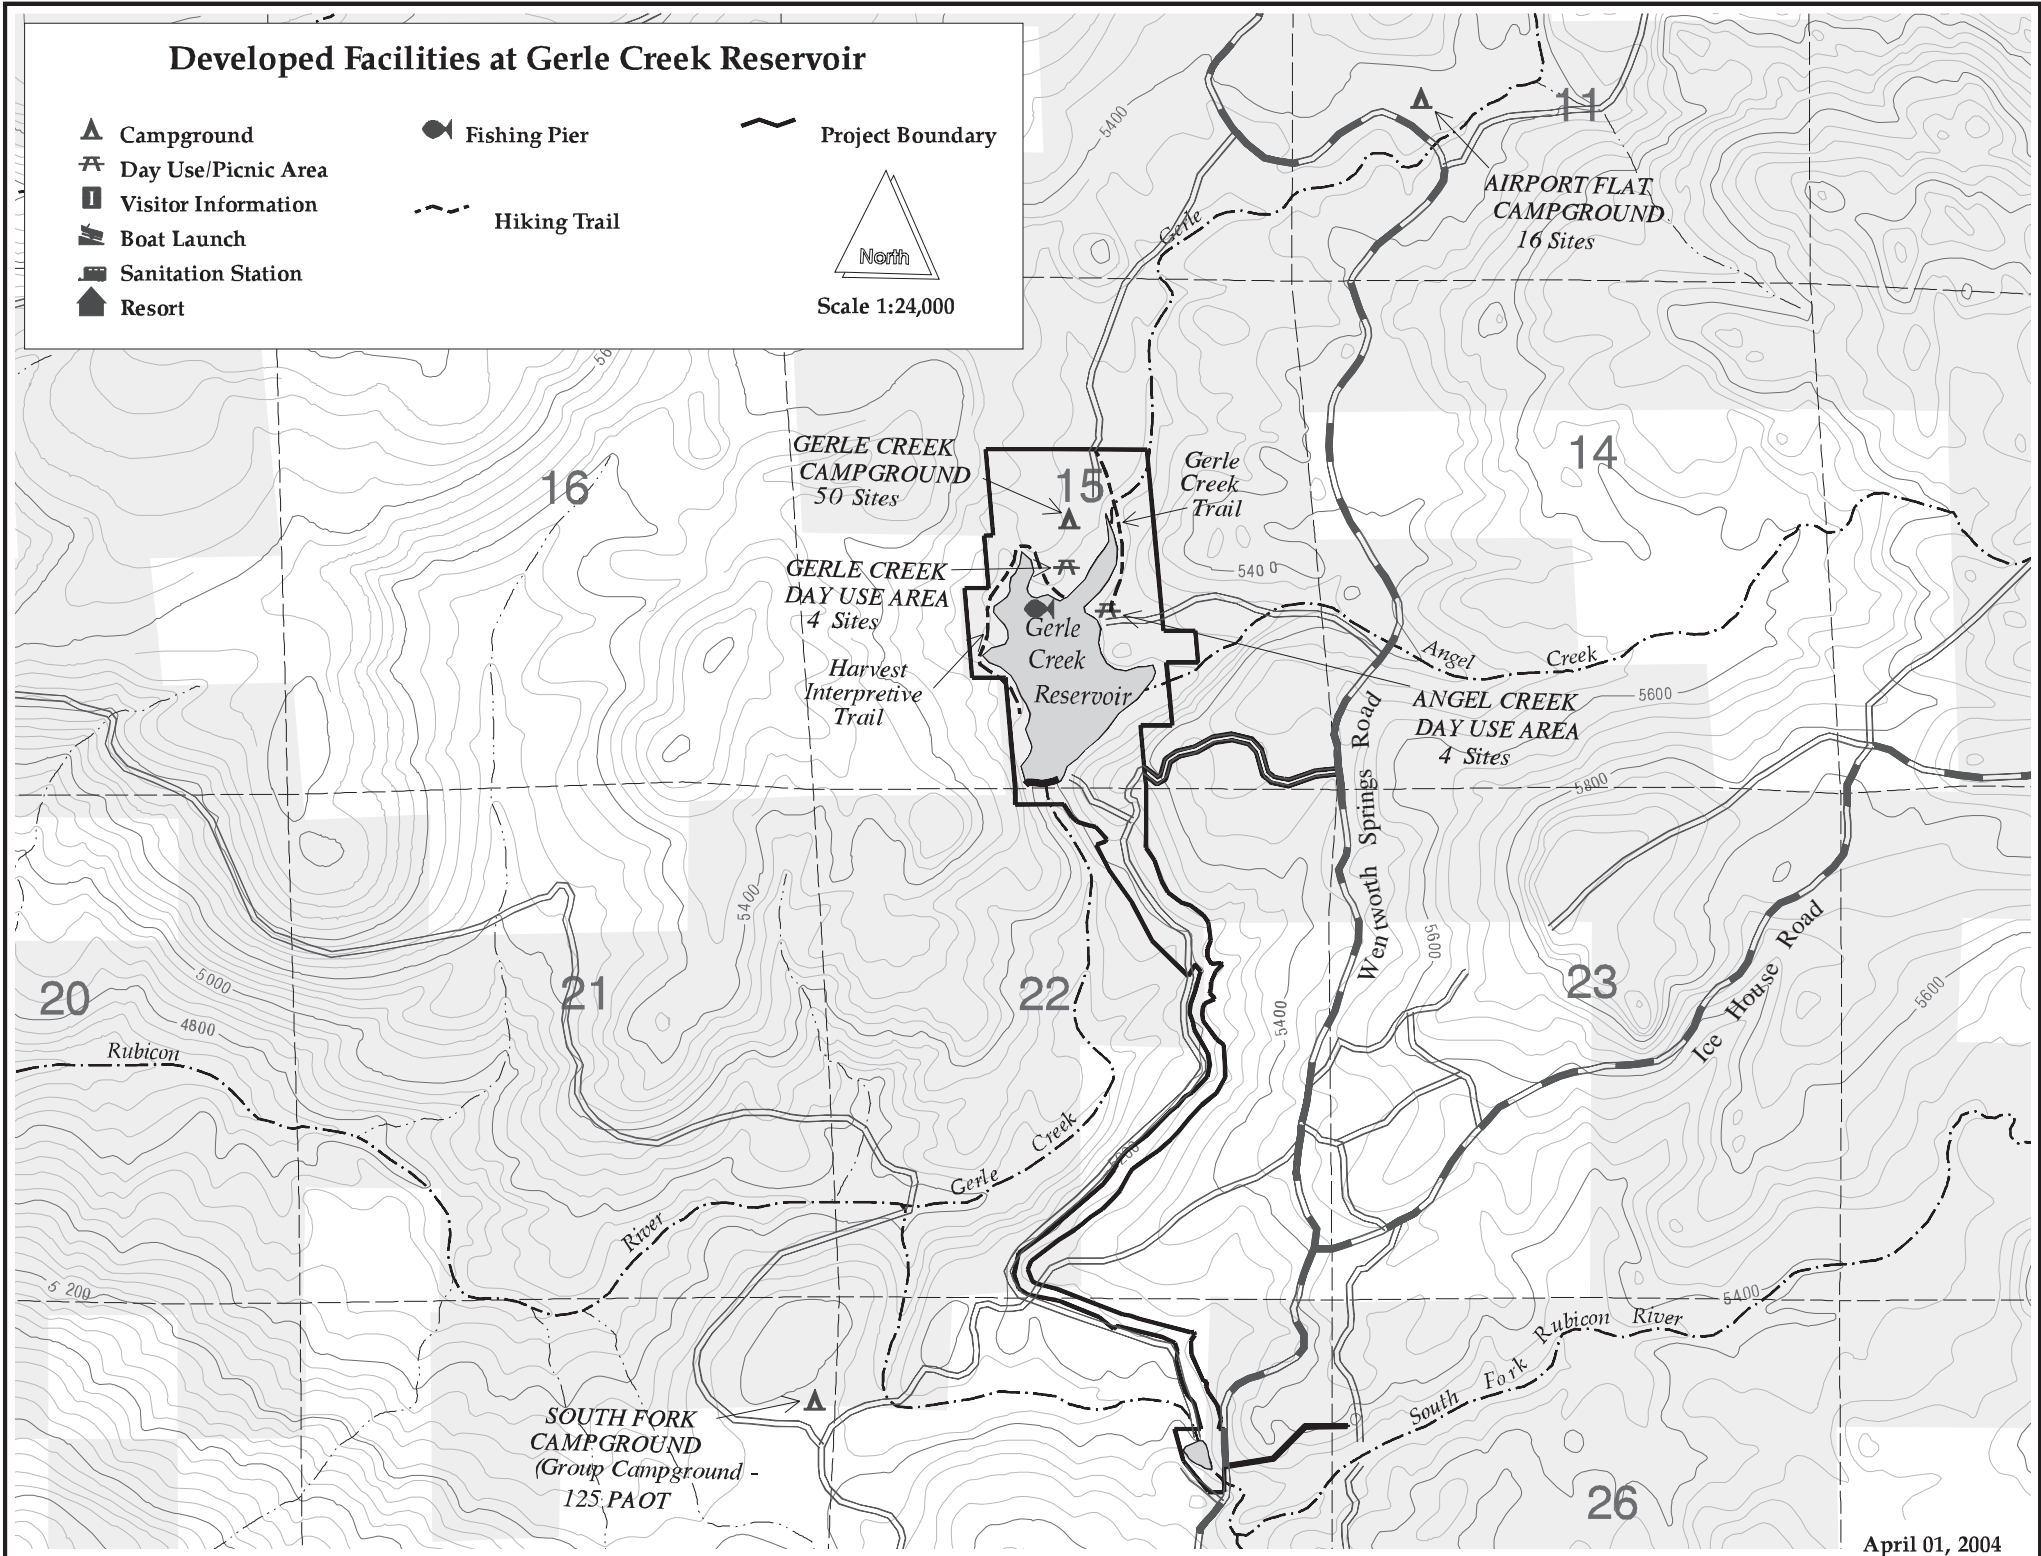 Developed Facilities at Gerle Creek Reservoir
Campground
Day Use/Picnic Area
Visitor Information
Boat Launch
Sanitation Station
Resort
Fishing Pier
Hiking Trail
Project Boundary
North
Scale 1:24,000
5400
11
AIRPORT FLAT
CAMPGROUND
16 Sites
Gerle
56
GERLE CREEK
CAMPGROUND
50 Sites
16
15
14
Gerle
Creek
Trail
GERLE CREEK
DAY USE AREA
4 Sites
5400
Gerle
Creek
Reservoir
Harvest
Interpretive
Trail
Angel Creek
5600
ANGEL CREEK
DAY USE AREA
4 Sites
5800
Wentworth Springs Road
5400
5600
Ice House Road
5600
20
21
22
23
5000
4800
5400
Rubicon
River
Gerle Creek
5200
5 200
5400
South Fork Rubicon River
SOUTH FORK
CAMPGROUND
(Group Campground -
125 PAOT
26
April 01, 2004